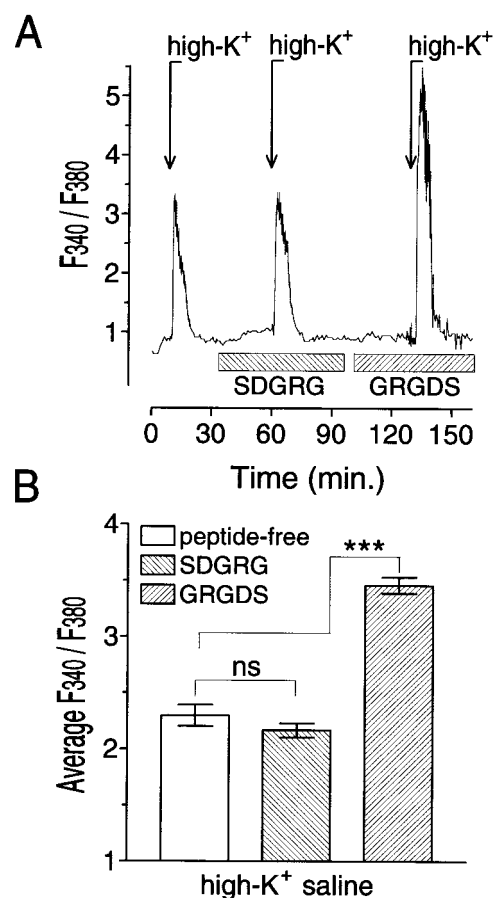 A
high-K+ high-K+ high-K+
F340 / F380
5
4
3
2
1
SDGRG GRGDS
0 30 60 90 120 150
Time (min.)
B
Average F340 / F380
4
3
2
1
peptide-free
SDGRG
GRGDS
***
ns
high-K+ saline